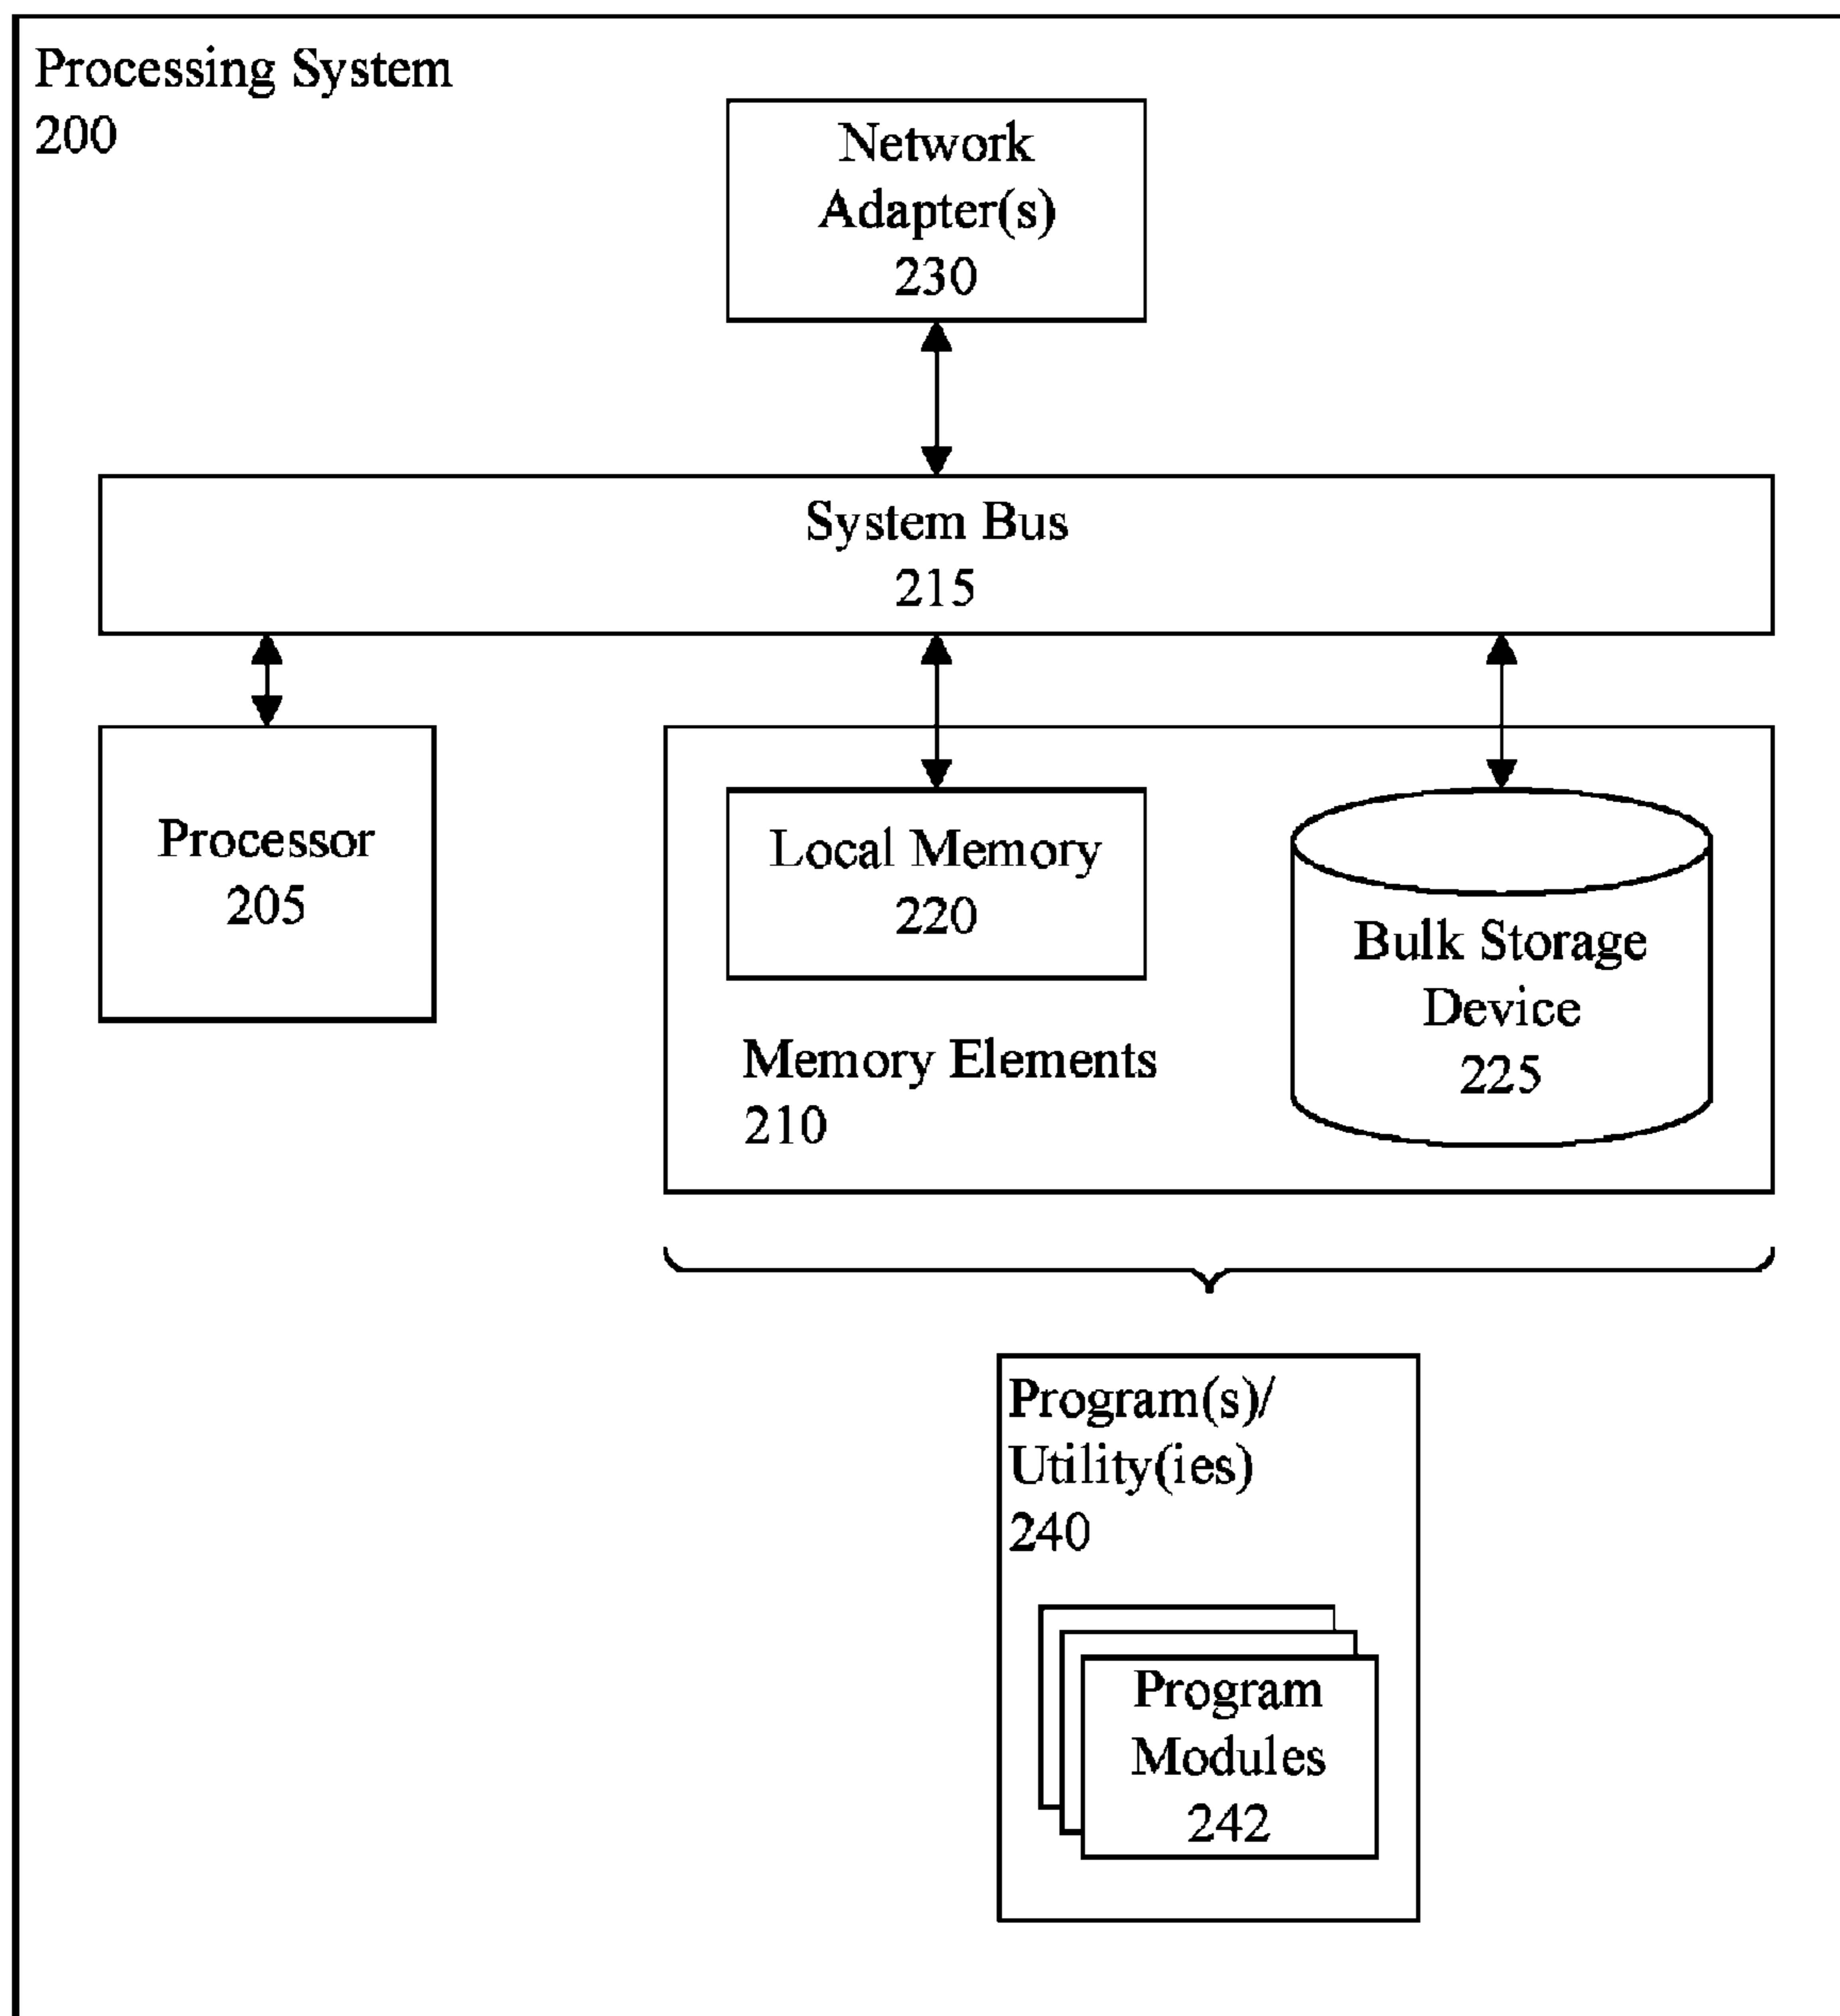 Processing System
200
Network
Adapter(s)
230
System Bus
215
Processor
205
Local Memory
220
Memory Elements
210
Bulk Storage
Device
225
Program(s)/
Utility(ies)
240
Program
Modules
242